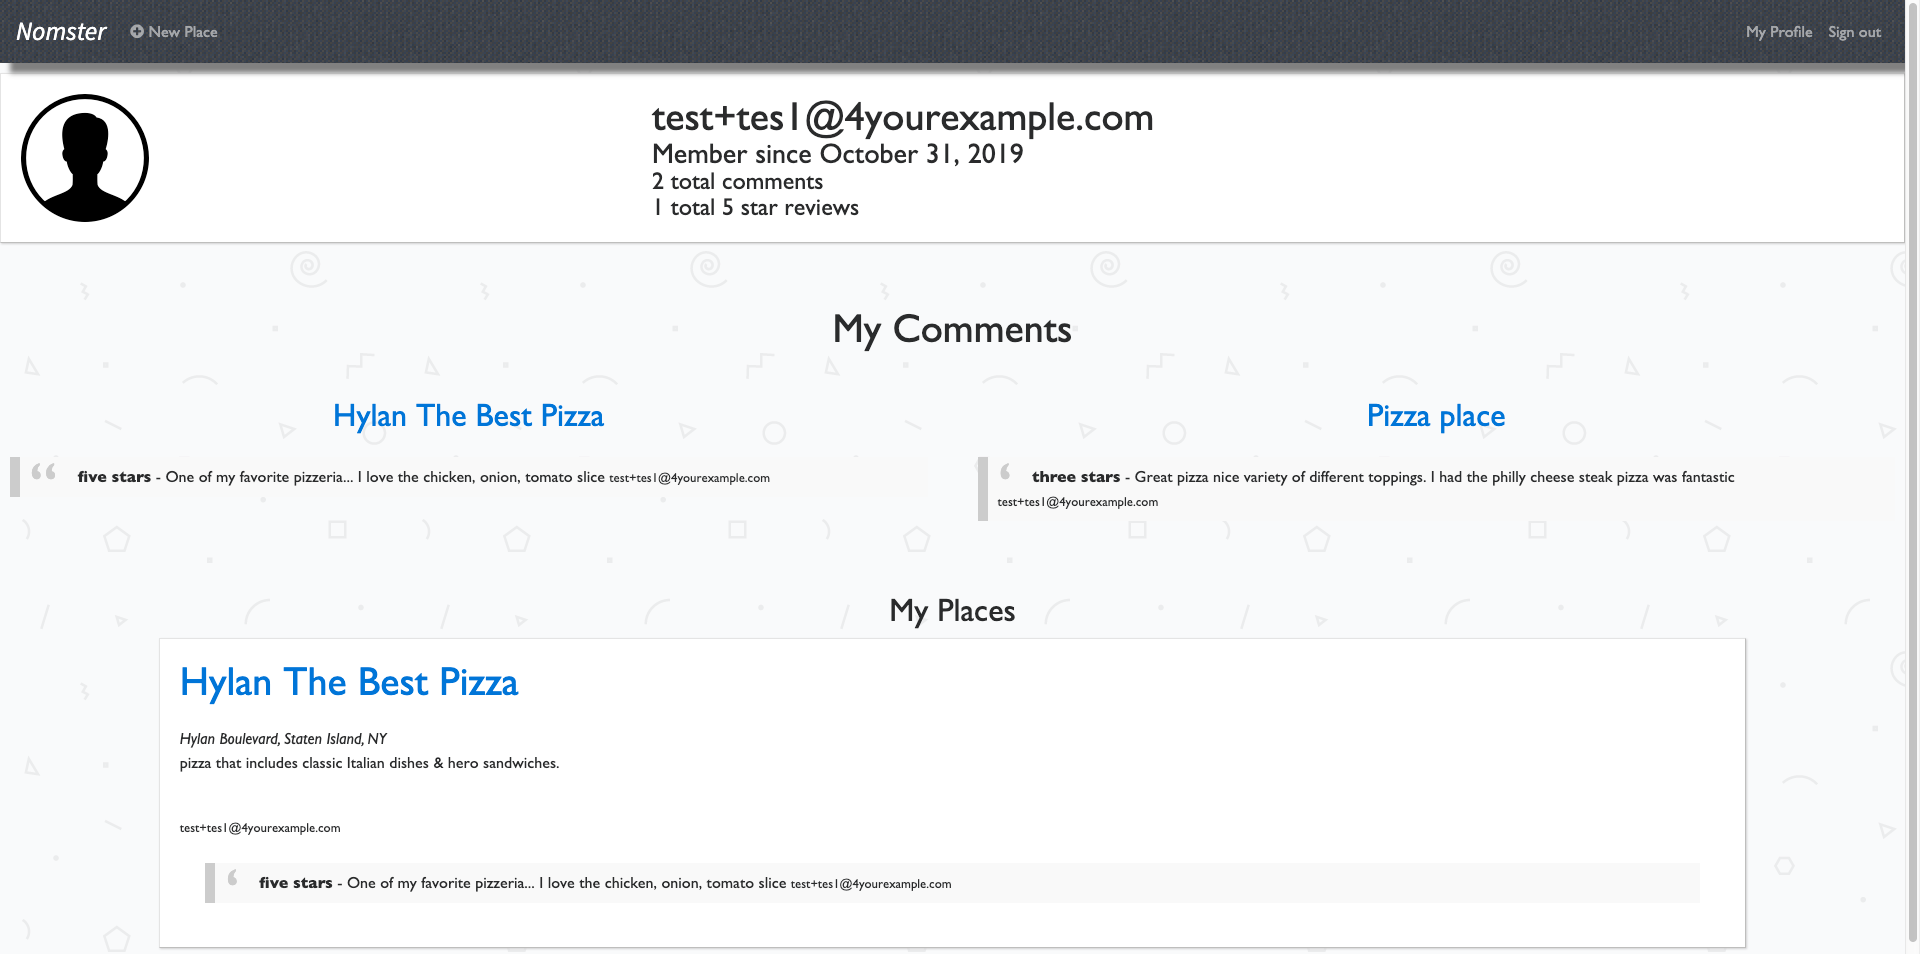 Nomster
New Place
My Profile
Sign out
test+tes1@4yourexample.com
Member since October 31, 2019
2 total comments
1 total 5 star reviews
My Comments
Hylan The Best Pizza
“ five stars - One of my favorite pizzeria... I love the chicken, onion, tomato slice test+tes1@4yourexample.com
Pizza place
‘ three stars - Great pizza nice variety of different toppings. I had the philly cheese steak pizza was fantastic
test+tes1@4yourexample.com
My Places
Hylan The Best Pizza
Hylan Boulevard, Staten Island, NY
pizza that includes classic Italian dishes & hero sandwiches.
test+tes1@4yourexample.com
‘ five stars - One of my favorite pizzeria... I love the chicken, onion, tomato slice test+tes1@4yourexample.com